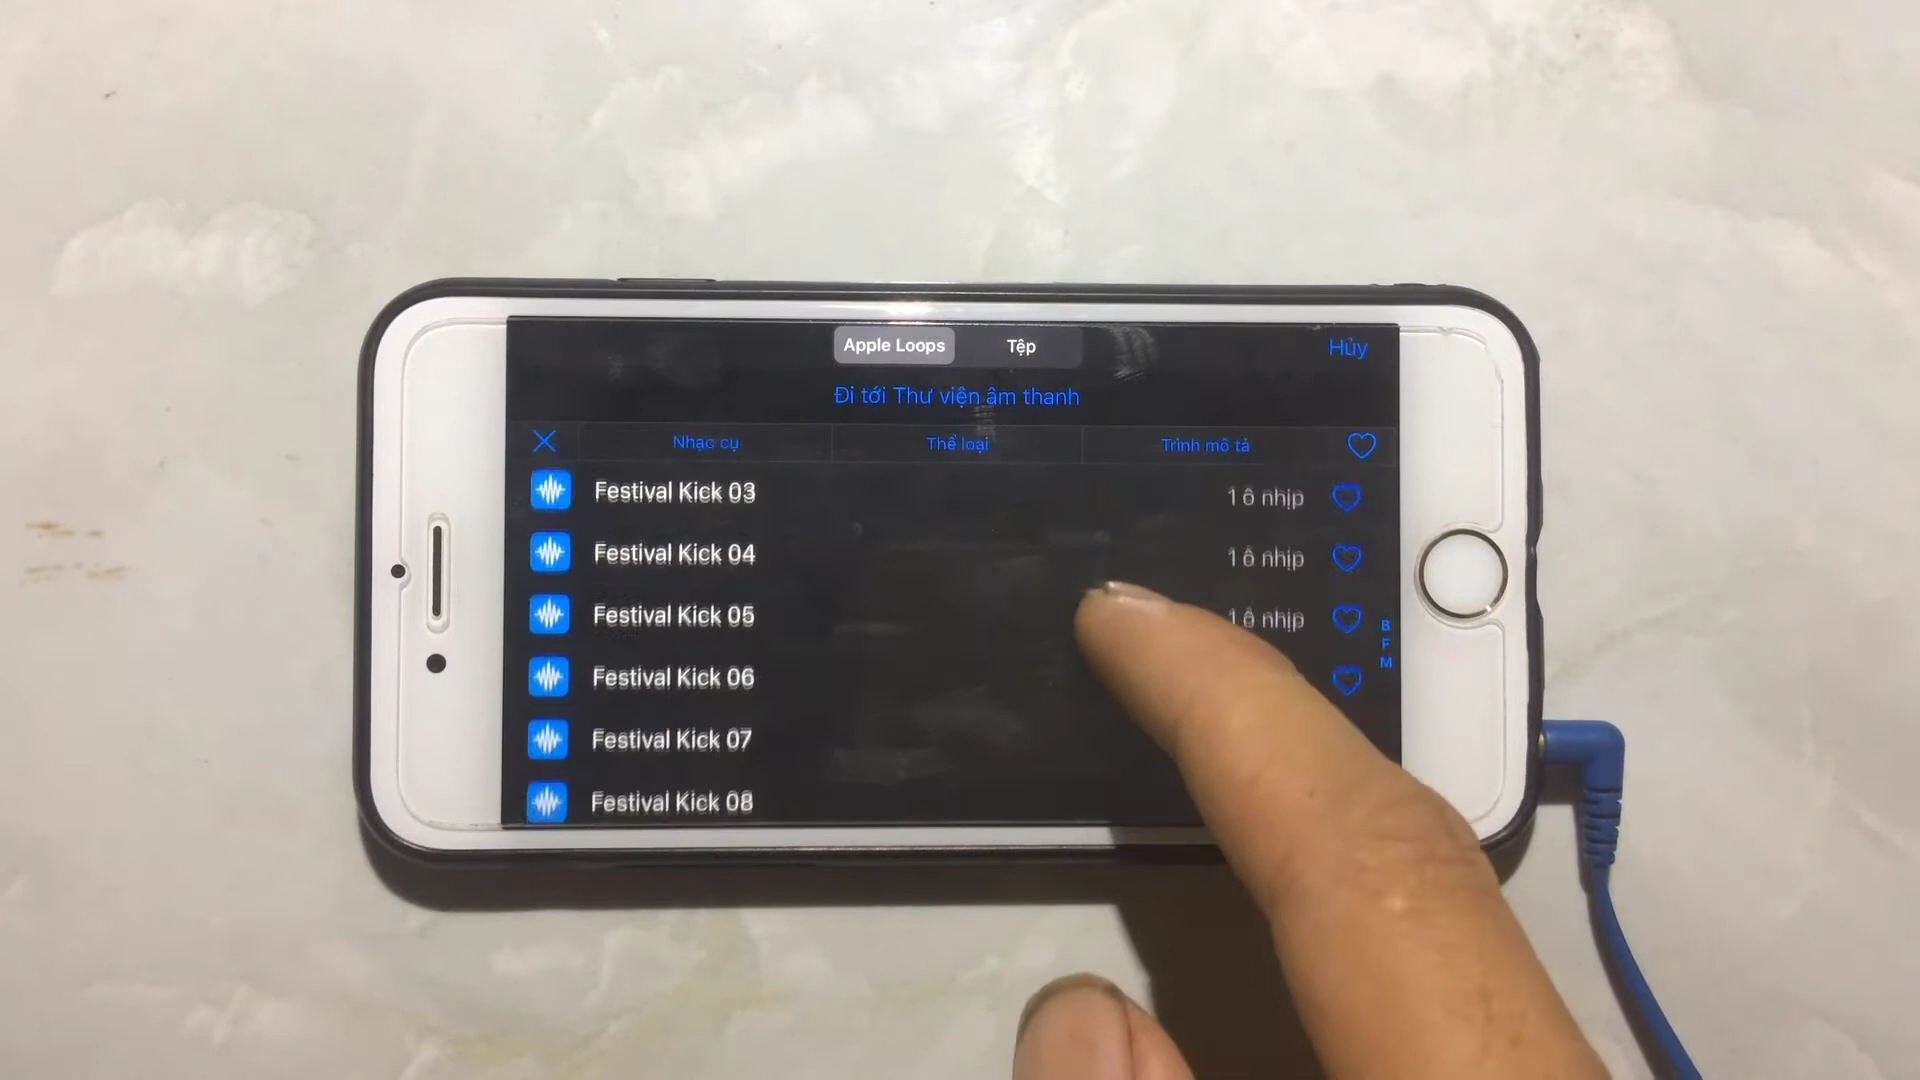 Apple Loops Tệp Hủy
Đi tới Thư viện âm thanh
Nhạc cụ Thể loại Trình mô tả
Festival Kick 03 1 ô nhịp
Festival Kick 04 1 ô nhịp
Festival Kick 05 1 ô nhịp
Festival Kick 06
Festival Kick 07
Festival Kick 08
B
F
M